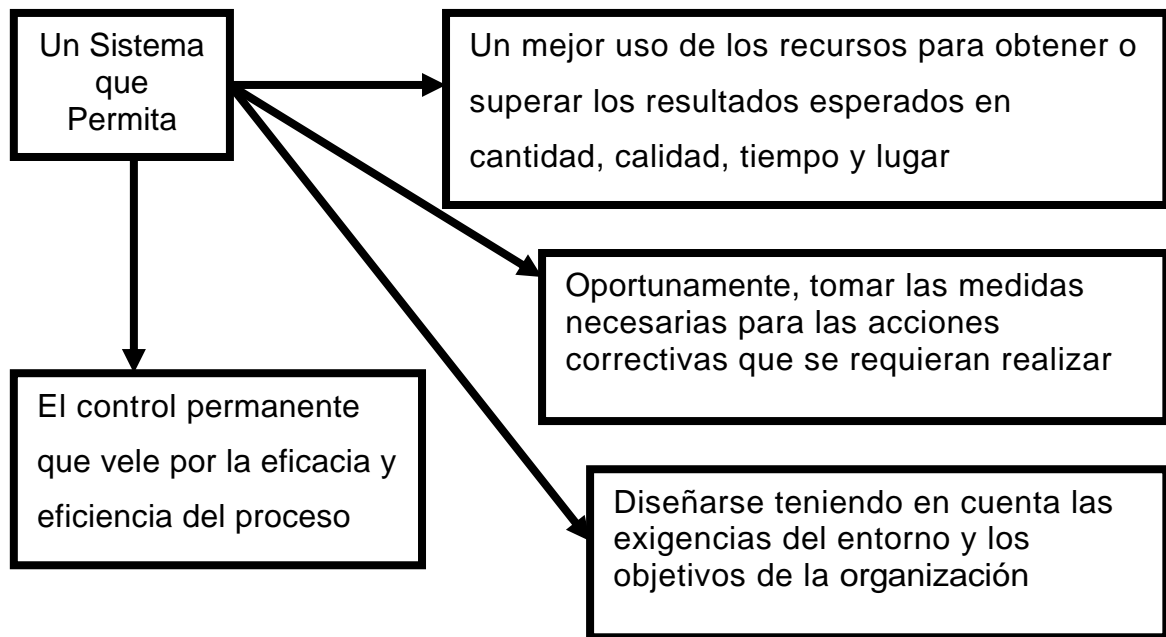 Un Sistema
que
Permita
Un mejor uso de los recursos para obtener o
superar los resultados esperados en
cantidad, calidad, tiempo y lugar
Oportunamente, tomar las medidas
necesarias para las acciones
correctivas que se requieran realizar
El control permanente
que vele por la eficacia y
eficiencia del proceso
Diseñarse teniendo en cuenta las
exigencias del entorno y los
objetivos de la organización